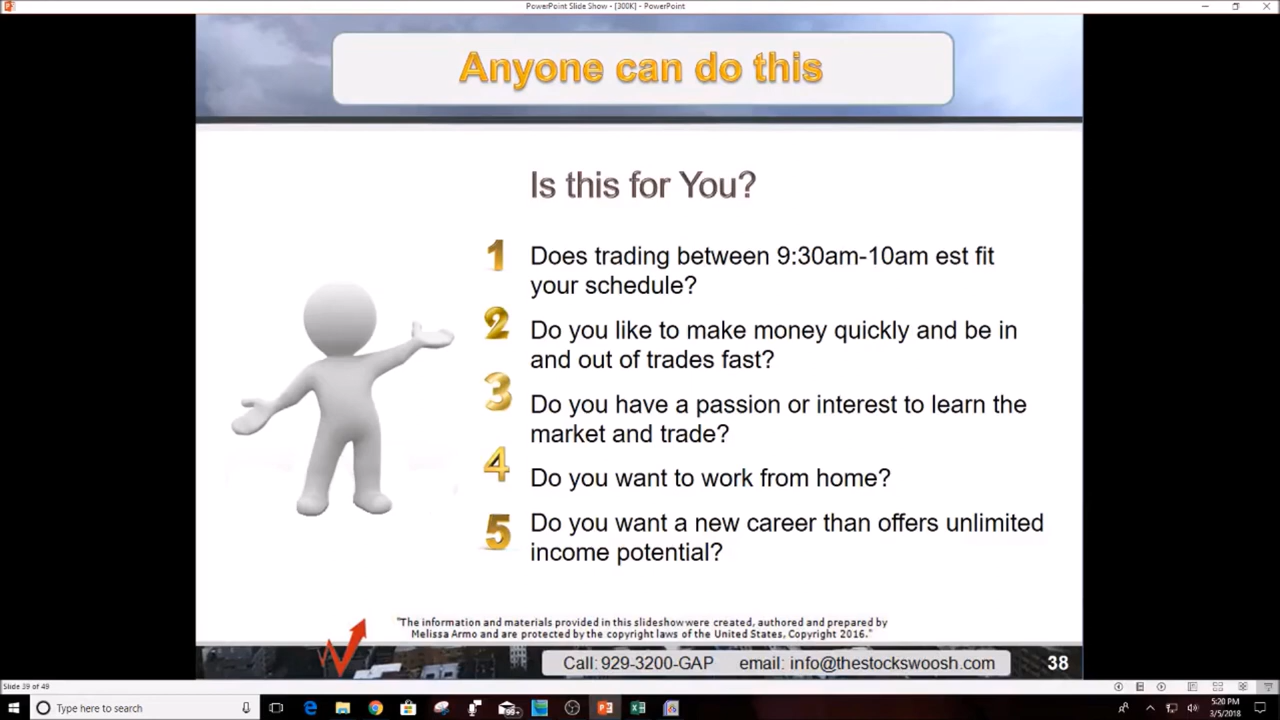 PowerPoint Slide Show - [300K] - PowerPoint
Anyone can do this
Is this for You?
1 Does trading between 9:30am-10am est fit
your schedule?
2 Do you like to make money quickly and be in
and out of trades fast?
3 Do you have a passion or interest to learn the
market and trade?
4 Do you want to work from home?
5 Do you want a new career than offers unlimited
income potential?
"The information and materials provided in this slideshow were created, authored and prepared by
Melissa Armo and are protected by the copyright laws of the United States, Copyright 2016."
Call: 929-3200-GAP email: info@thestockswoosh.com 38
Slide 39 of 49
Type here to search
99+
5:20 PM
3/5/2018